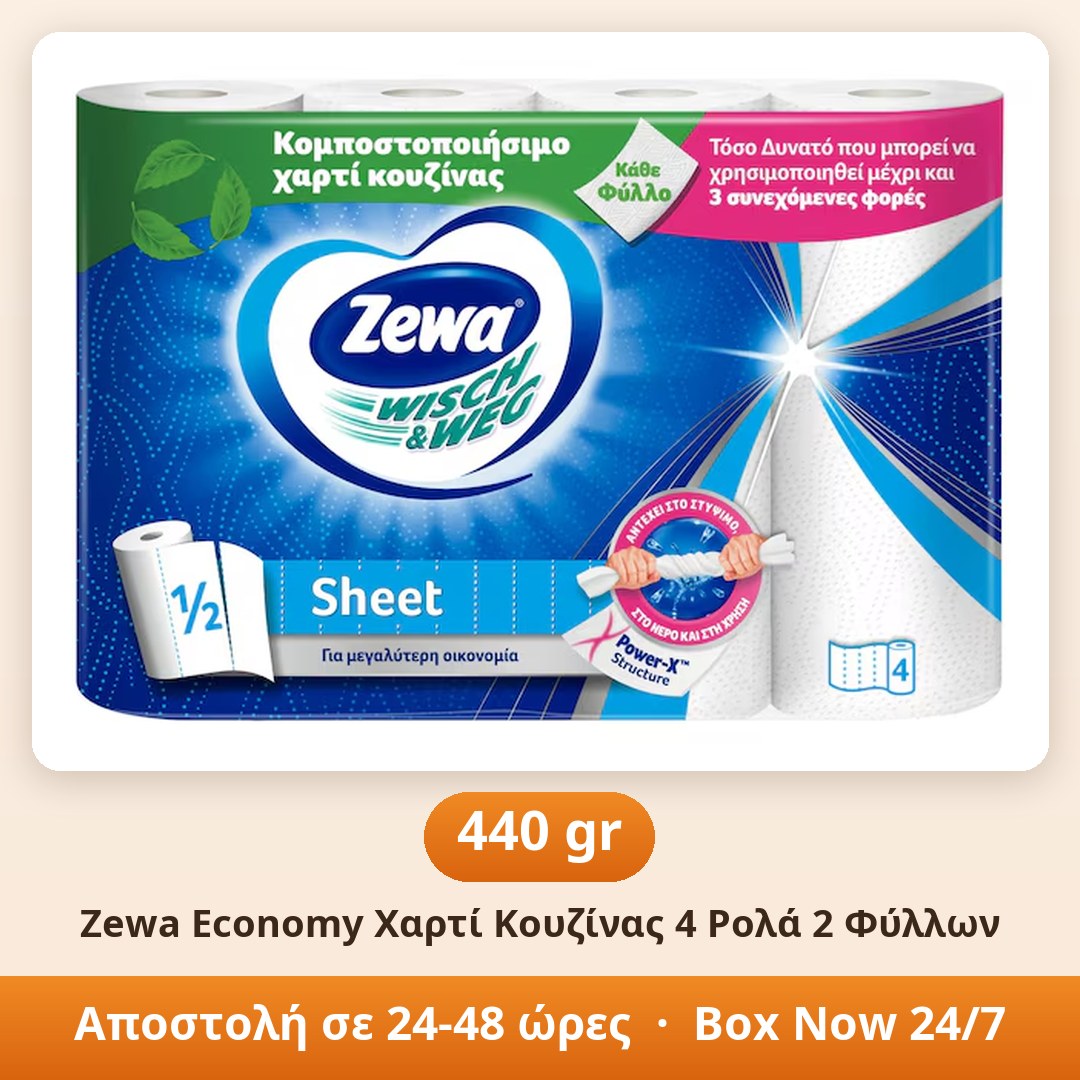 Κομποστοποιήσιμο
χαρτί κουζίνας
Κάθε
Φύλλο
Τόσο Δυνατό που μπορεί να
χρησιμοποιηθεί μέχρι και
3 συνεχόμενες φορές
Zewa®
WISCH
&WEG
1/2
Sheet
Για μεγαλύτερη οικονομία
ΑΝΤΕΧΕΙ ΣΤΟ ΣΤΥΨΙΜΟ,
ΣΤΟ ΝΕΡΟ ΚΑΙ ΣΤΗ ΧΡΗΣΗ
Power-X™
Structure
4
440 gr
Zewa Economy Χαρτί Κουζίνας 4 Ρολά 2 Φύλλων
Αποστολή σε 24-48 ώρες · Box Now 24/7